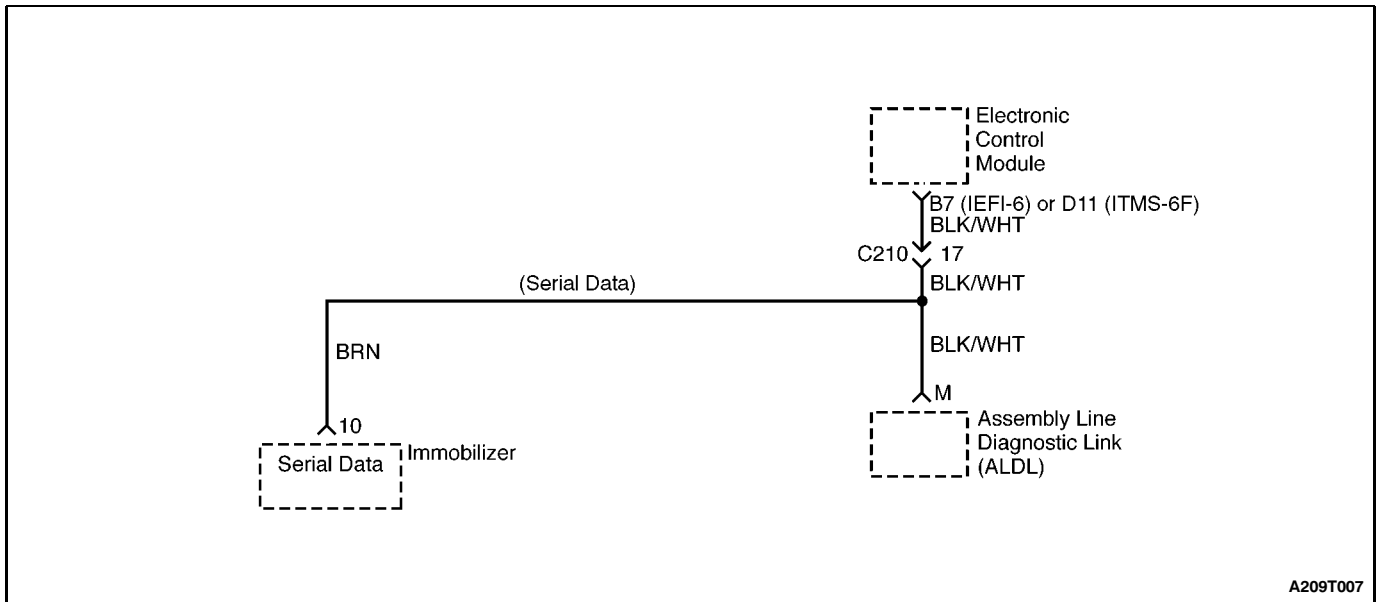 Electronic
Control
Module
B7 (IEFI-6) or D11 (ITMS-6F)
BLK/WHT
C210 17
BLK/WHT
(Serial Data)
BLK/WHT
BRN
M
10
Assembly Line
Diagnostic Link
(ALDL)
Immobilizer
Serial Data
A209T007